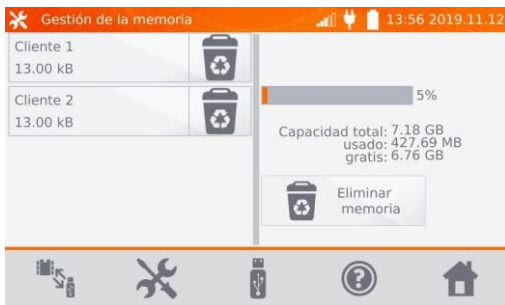 Gestión de la memoria
13:56 2019.11.12
Cliente 1
13.00 kB
Cliente 2
13.00 kB
5%
Capacidad total: 7.18 GB
usado: 427.69 MB
gratis: 6.76 GB
Eliminar
memoria